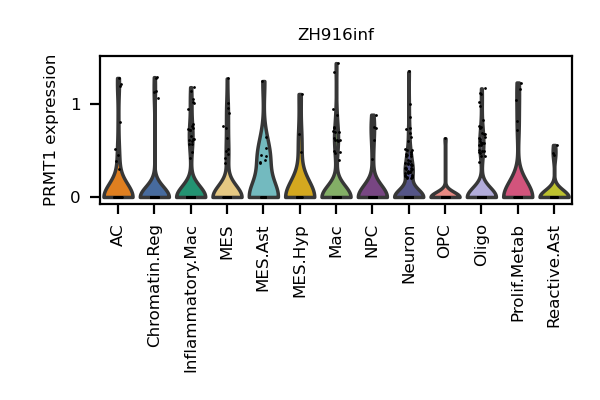 ZH916inf
PRMT1 expression
1
0
AC
Chromatin.Reg
Inflammatory.Mac
MES
MES.Ast
MES.Hyp
Mac
NPC
Neuron
OPC
Oligo
Prolif.Metab
Reactive.Ast